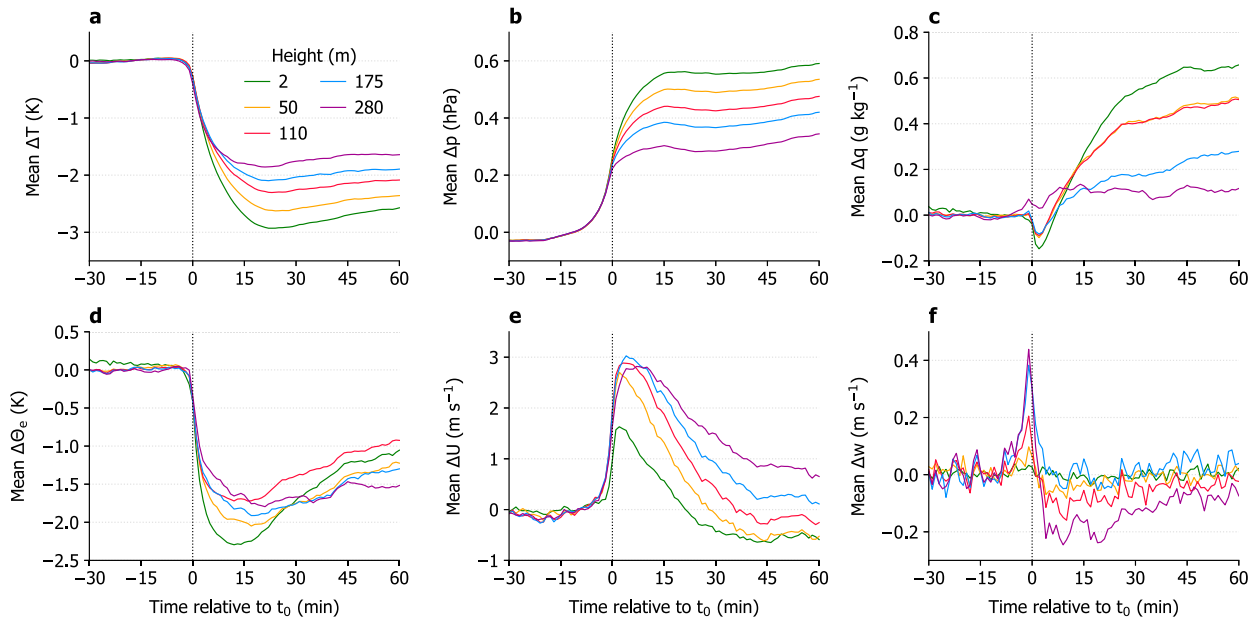 a
Mean ΔT (K)
0
−1
−2
−3
−30 −15 0 15 30 45 60
Height (m)
2 175
50 280
110
b
Mean Δp (hPa)
0.6
0.4
0.2
0.0
−30 −15 0 15 30 45 60
c
Mean Δq (g kg⁻¹)
0.8
0.6
0.4
0.2
0.0
−0.2
−30 −15 0 15 30 45 60
d
Mean ΔΘₑ (K)
0.5
0.0
−0.5
−1.0
−1.5
−2.0
−2.5
−30 −15 0 15 30 45 60
Time relative to t₀ (min)
e
Mean ΔU (m s⁻¹)
3
2
1
0
−1
−30 −15 0 15 30 45 60
Time relative to t₀ (min)
f
Mean Δw (m s⁻¹)
0.4
0.2
0.0
−0.2
−30 −15 0 15 30 45 60
Time relative to t₀ (min)